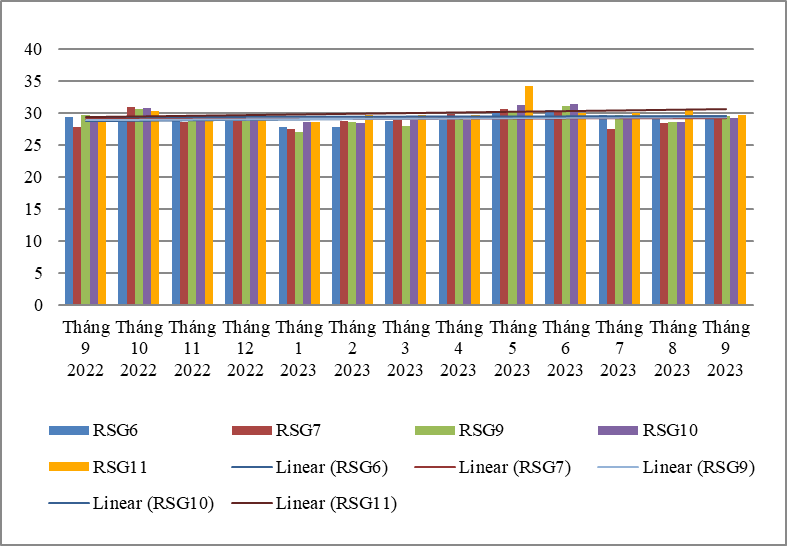 40
35
30
25
20
15
10
5
0
Tháng Tháng Tháng Tháng Tháng Tháng Tháng Tháng Tháng Tháng Tháng Tháng Tháng
9 10 11 12 1 2 3 4 5 6 7 8 9
2022 2022 2022 2022 2023 2023 2023 2023 2023 2023 2023 2023 2023
RSG6 RSG7 RSG9 RSG10
RSG11 Linear (RSG6) Linear (RSG7) Linear (RSG9)
Linear (RSG10) Linear (RSG11)